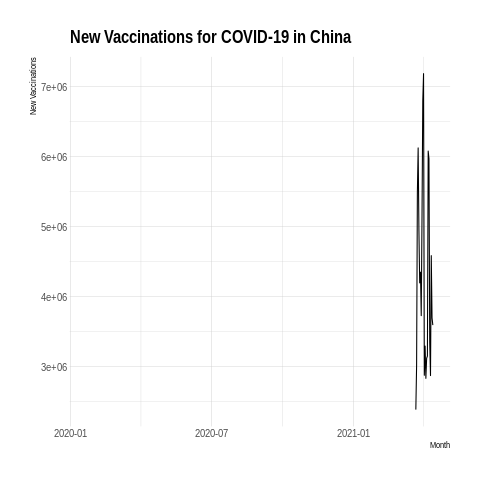 New Vaccinations for COVID-19 in China
New Vaccinations
7e+06
6e+06
5e+06
4e+06
3e+06
2020-01
2020-07
2021-01
Month